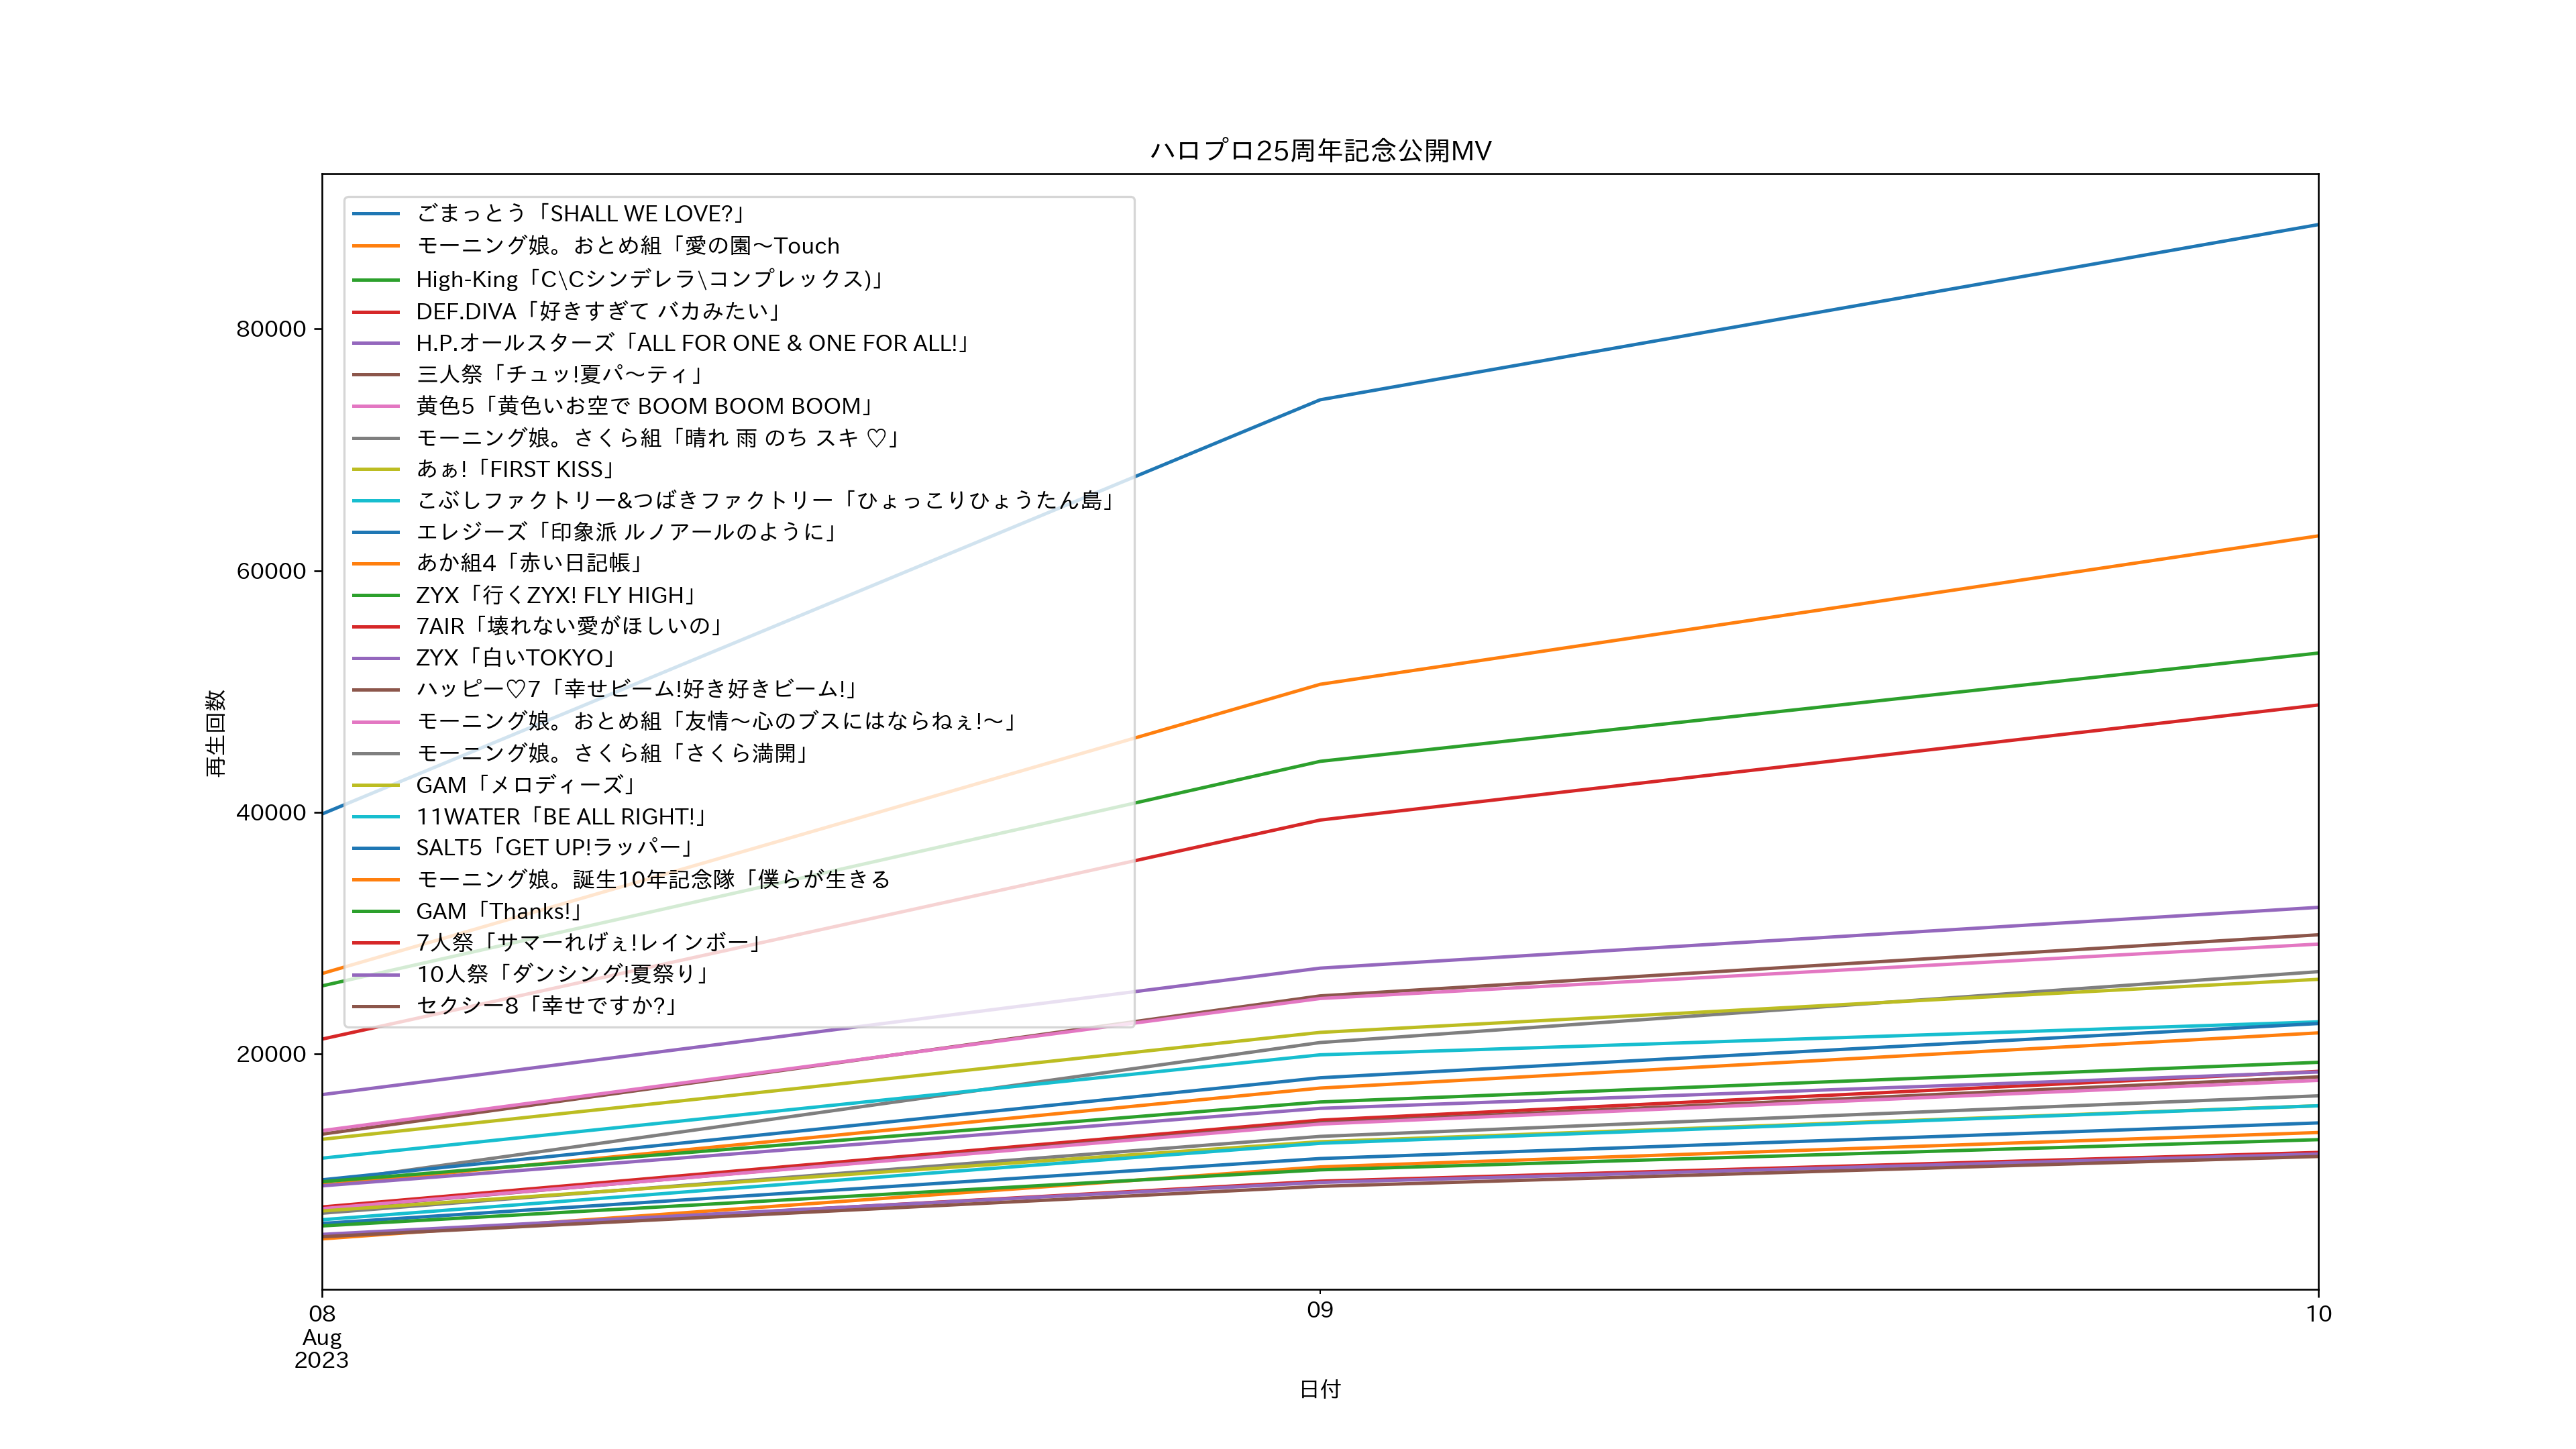 ハロプロ25周年記念公開MV
ごまっとう「SHALL WE LOVE?」
モーニング娘。おとめ組「愛の園〜Touch
High-King「C\Cシンデレラ\コンプレックス)」
DEF.DIVA「好きすぎて バカみたい」
H.P.オールスターズ「ALL FOR ONE & ONE FOR ALL!」
三人祭「チュッ!夏パ〜ティ」
黄色5「黄色いお空で BOOM BOOM BOOM」
モーニング娘。さくら組「晴れ 雨 のち スキ ♡」
あぁ!「FIRST KISS」
こぶしファクトリー&つばきファクトリー「ひょっこりひょうたん島」
エレジーズ「印象派 ルノアールのように」
あか組4「赤い日記帳」
ZYX「行くZYX! FLY HIGH」
7AIR「壊れない愛がほしいの」
ZYX「白いTOKYO」
ハッピー♡7「幸せビーム!好き好きビーム!」
モーニング娘。おとめ組「友情〜心のブスにはならねぇ!〜」
モーニング娘。さくら組「さくら満開」
GAM「メロディーズ」
11WATER「BE ALL RIGHT!」
SALT5「GET UP!ラッパー」
モーニング娘。誕生10年記念隊「僕らが生きる
GAM「Thanks!」
7人祭「サマーれげぇ!レインボー」
10人祭「ダンシング!夏祭り」
セクシー8「幸せですか?」
80000
60000
40000
20000
再生回数
08
Aug
2023
09
10
日付